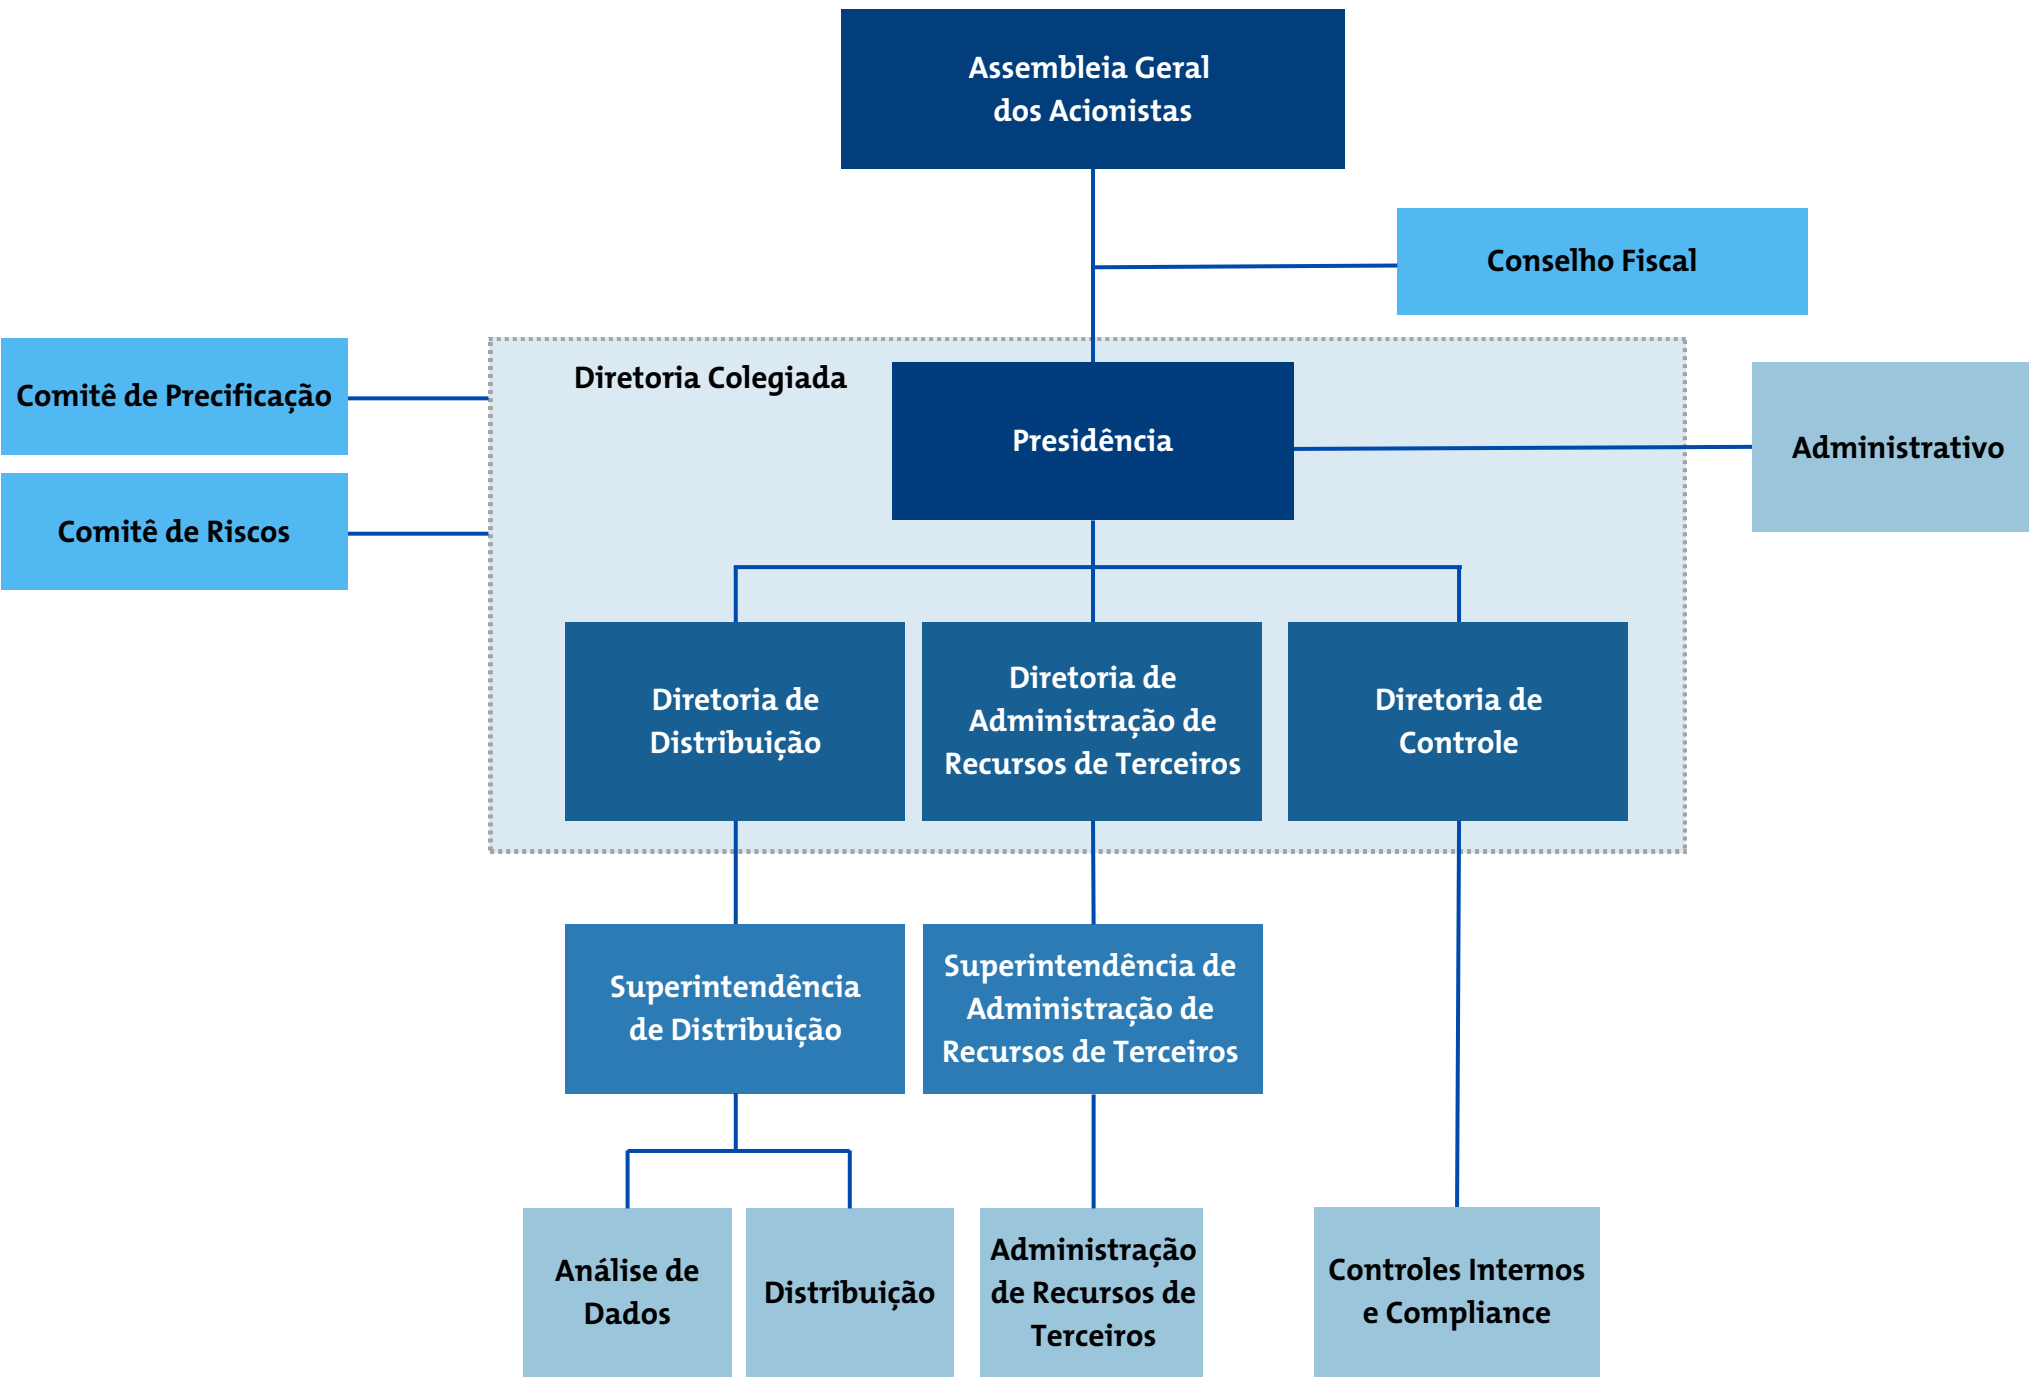 Assembleia Geral
dos Acionistas
Conselho Fiscal
Comitê de Precificação
Diretoria Colegiada
Presidência
Administrativo
Comitê de Riscos
Diretoria de
Distribuição
Diretoria de
Administração de
Recursos de Terceiros
Diretoria de
Controle
Superintendência
de Distribuição
Superintendência de
Administração de
Recursos de Terceiros
Análise de
Dados
Distribuição
Administração
de Recursos de
Terceiros
Controles Internos
e Compliance